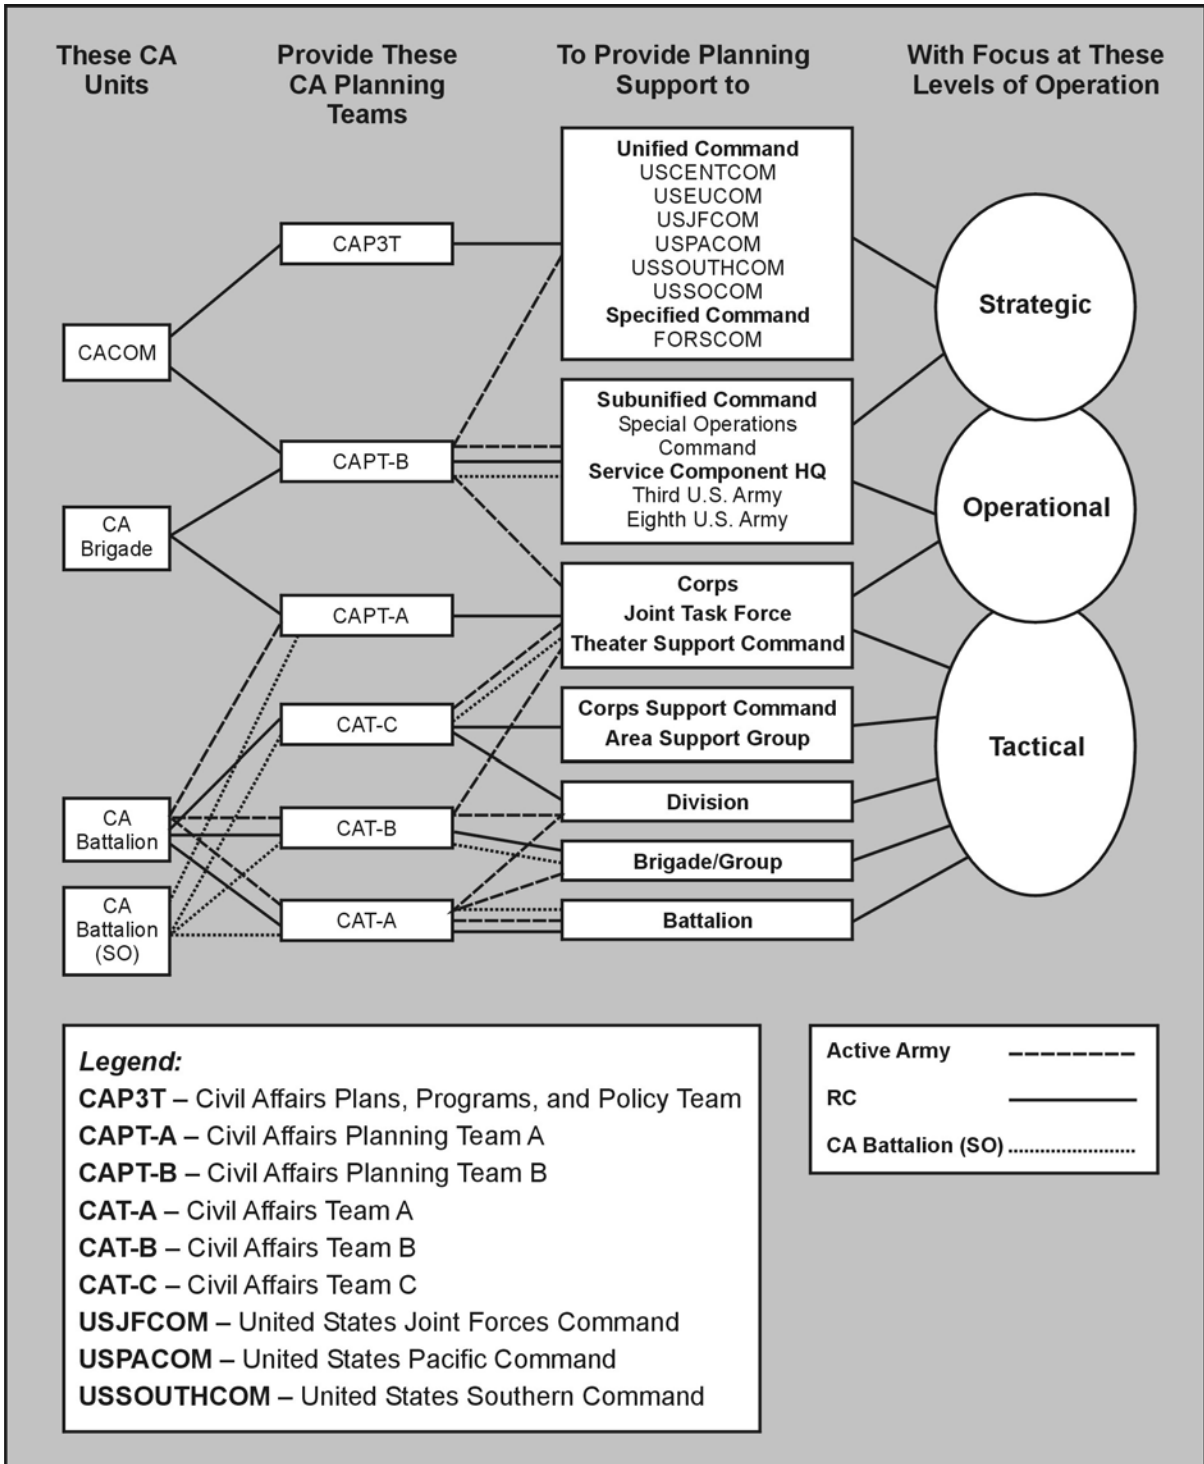 These CA
Units
Provide These
CA Planning
Teams
To Provide Planning
Support to
With Focus at These
Levels of Operation
CACOM
CA
Brigade
CA
Battalion
CA
Battalion
(SO)
CAP3T
CAPT-B
CAPT-A
CAT-C
CAT-B
CAT-A
Unified Command
USCENTCOM
USEUCOM
USJFCOM
USPACOM
USSOUTHCOM
USSOCOM
Specified Command
FORSCOM
Subunified Command
Special Operations
Command
Service Component HQ
Third U.S. Army
Eighth U.S. Army
Corps
Joint Task Force
Theater Support Command
Corps Support Command
Area Support Group
Division
Brigade/Group
Battalion
Strategic
Operational
Tactical
Legend:
CAP3T – Civil Affairs Plans, Programs, and Policy Team
CAPT-A – Civil Affairs Planning Team A
CAPT-B – Civil Affairs Planning Team B
CAT-A – Civil Affairs Team A
CAT-B – Civil Affairs Team B
CAT-C – Civil Affairs Team C
USJFCOM – United States Joint Forces Command
USPACOM – United States Pacific Command
USSOUTHCOM – United States Southern Command
Active Army
RC
CA Battalion (SO)